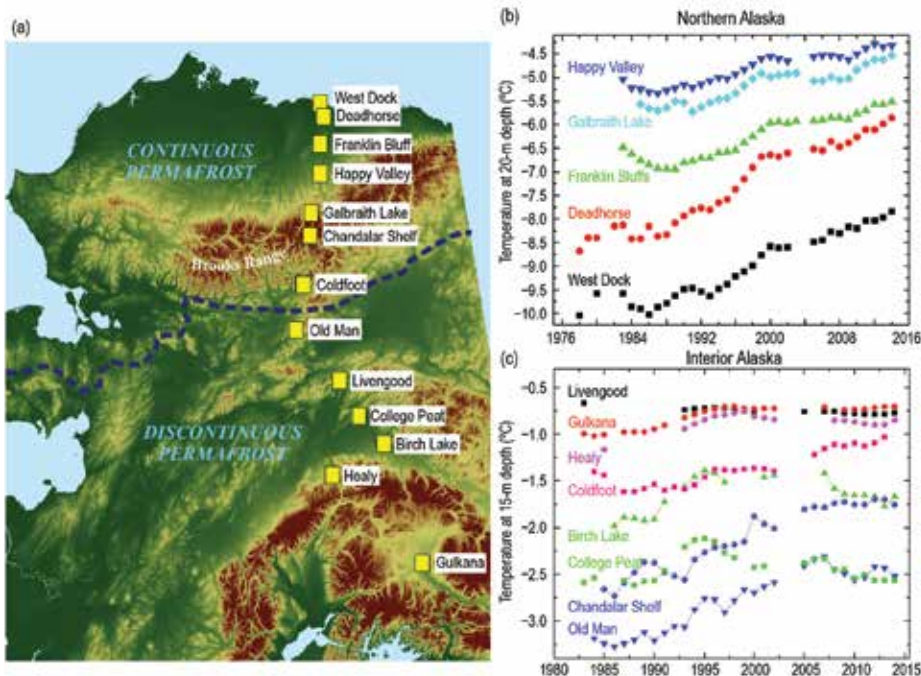 (a)
West Dock
Deadhorse
CONTINUOUS
PERMAFROST
Franklin Bluff
Happy Valley
Galbraith Lake
Chandalar Shelf
Brooks Range
Coldfoot
Old Man
Livengood
College Peat
DISCONTINUOUS
PERMAFROST
Birch Lake
Healy
Gulkana
(b)
Northern Alaska
Temperature at 20-m depth (°C)
−4.5
−5.0
−5.5
−6.0
−6.5
−7.0
−7.5
−8.0
−8.5
−9.0
−9.5
−10.0
Happy Valley
Galbraith Lake
Franklin Bluffs
Deadhorse
West Dock
1976
1984
1992
2000
2008
2016
(c)
Interior Alaska
Temperature at 15-m depth (°C)
−0.5
−1.0
−1.5
−2.0
−2.5
−3.0
Livengood
Gulkana
Healy
Coldfoot
Birch Lake
College Peat
Chandalar Shelf
Old Man
1980
1985
1990
1995
2000
2005
2010
2015